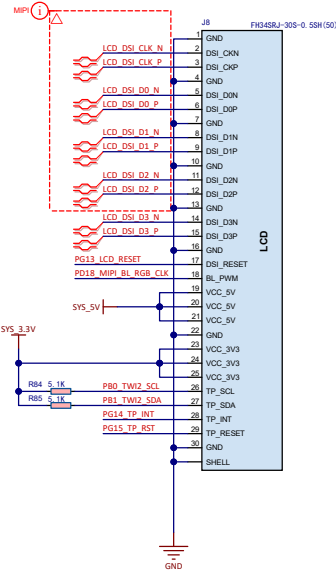 MIPI i
J8 FH34SRJ-30S-0.5SH(50)
1 GND
LCD_DSI_CLK_N 2 DSI_CKN
LCD_DSI_CLK_P 3 DSI_CKP
4 GND
LCD_DSI_D0_N 5 DSI_D0N
LCD_DSI_D0_P 6 DSI_D0P
7 GND
LCD_DSI_D1_N 8 DSI_D1N
LCD_DSI_D1_P 9 DSI_D1P
10 GND
LCD_DSI_D2_N 11 DSI_D2N
LCD_DSI_D2_P 12 DSI_D2P
13 GND
LCD_DSI_D3_N 14 DSI_D3N
LCD_DSI_D3_P 15 DSI_D3P
16 GND
PG13_LCD_RESET 17 DSI_RESET
PD18_MIPI_BL_RGB_CLK 18 BL_PWM
19 VCC_5V
SYS_5V 20 VCC_5V
21 VCC_5V
22 GND
SYS_3.3V
23 VCC_3V3
24 VCC_3V3
25 VCC_3V3
R84 5.1K PB0_TWI2_SCL 26 TP_SCL
R85 5.1K PB1_TWI2_SDA 27 TP_SDA
PG14_TP_INT 28 TP_INT
PG15_TP_RST 29 TP_RESET
30 GND
SHELL
LCD
GND